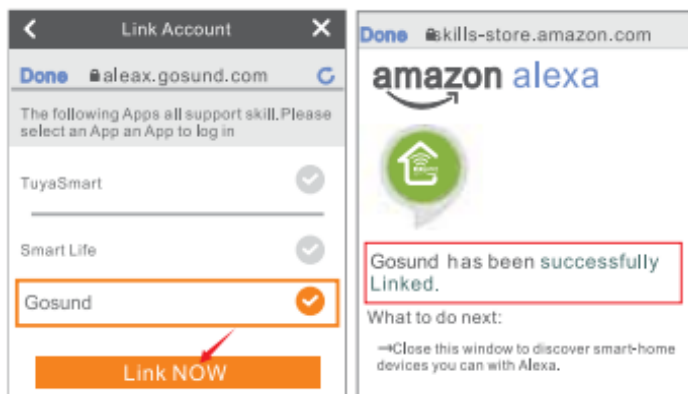 Link Account
Done aleax.gosund.com
The following Apps all support skill.Please
select an App an App to log in
TuyaSmart
Smart Life
Gosund
Link NOW
Done skills-store.amazon.com
amazon alexa
Gosund has been successfully
Linked.
What to do next:
→Close this window to discover smart-home
devices you can with Alexa.